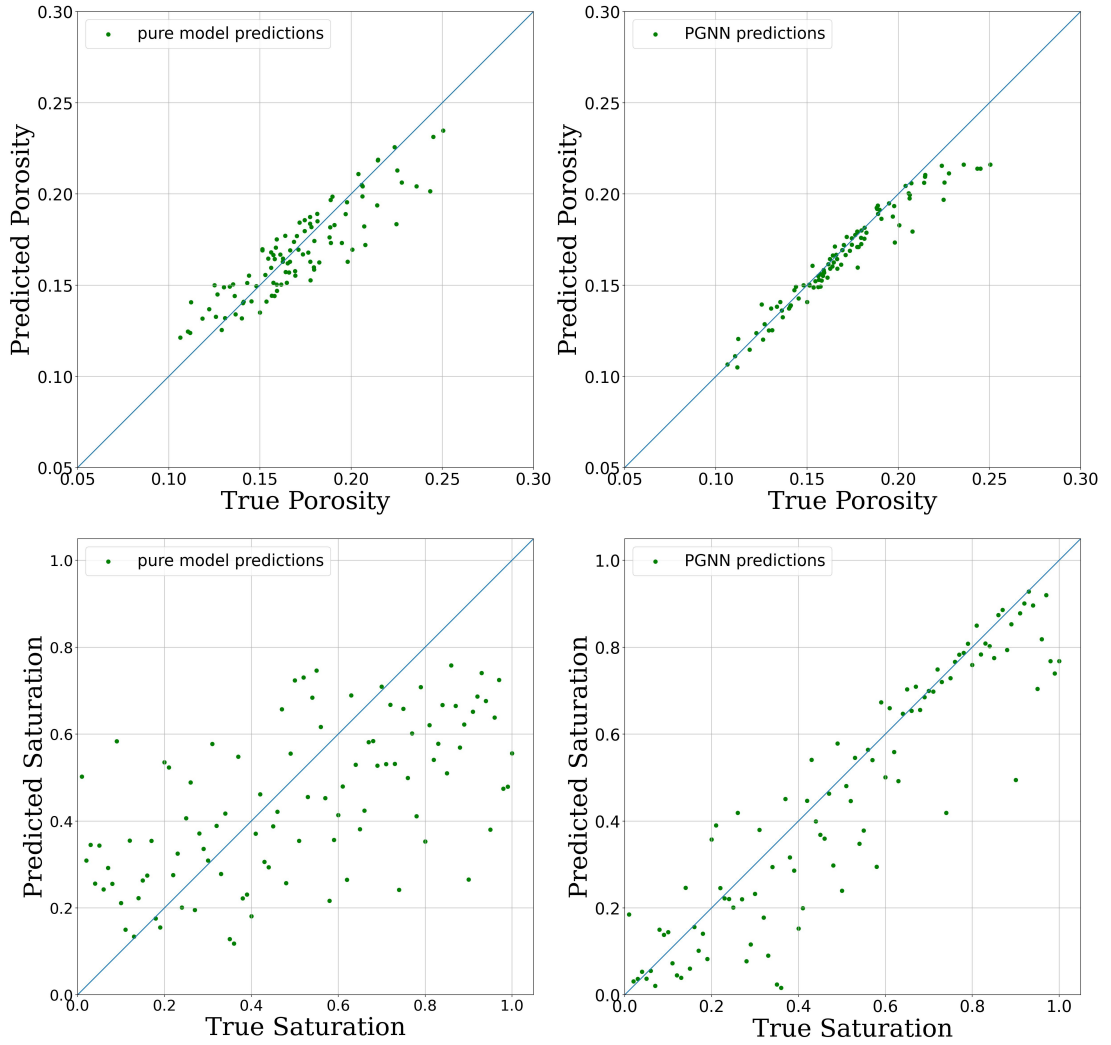 0.30
pure model predictions
0.25
0.20
0.15
0.10
0.05
Predicted Porosity
0.05 0.10 0.15 0.20 0.25 0.30
True Porosity
0.30
PGNN predictions
0.25
0.20
0.15
0.10
0.05
Predicted Porosity
0.05 0.10 0.15 0.20 0.25 0.30
True Porosity
1.0
pure model predictions
0.8
0.6
0.4
0.2
0.0
Predicted Saturation
0.0 0.2 0.4 0.6 0.8 1.0
True Saturation
1.0
PGNN predictions
0.8
0.6
0.4
0.2
0.0
Predicted Saturation
0.0 0.2 0.4 0.6 0.8 1.0
True Saturation